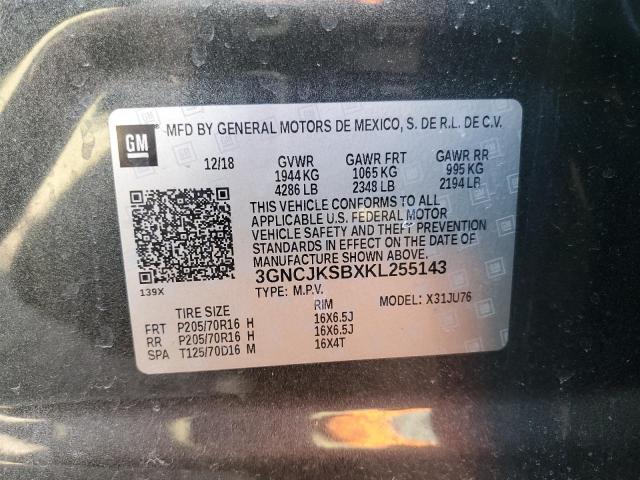 GM
MFD BY GENERAL MOTORS DE MEXICO, S. DE R.L. DE C.V.
12/18 GVWR GAWR FRT GAWR RR
1944 KG 1065 KG 995 KG
4286 LB 2348 LB 2194 LB
THIS VEHICLE CONFORMS TO ALL
APPLICABLE U.S. FEDERAL MOTOR
VEHICLE SAFETY AND THEFT PREVENTION
STANDARDS IN EFFECT ON THE DATE OF
MANUFACTURE SHOWN ABOVE.
3GNCJKSBXKL255143
139X
TYPE: M.P.V. MODEL: X31JU76
TIRE SIZE RIM
FRT P205/70R16 H 16X6.5J
RR P205/70R16 H 16X6.5J
SPA T125/70D16 M 16X4T